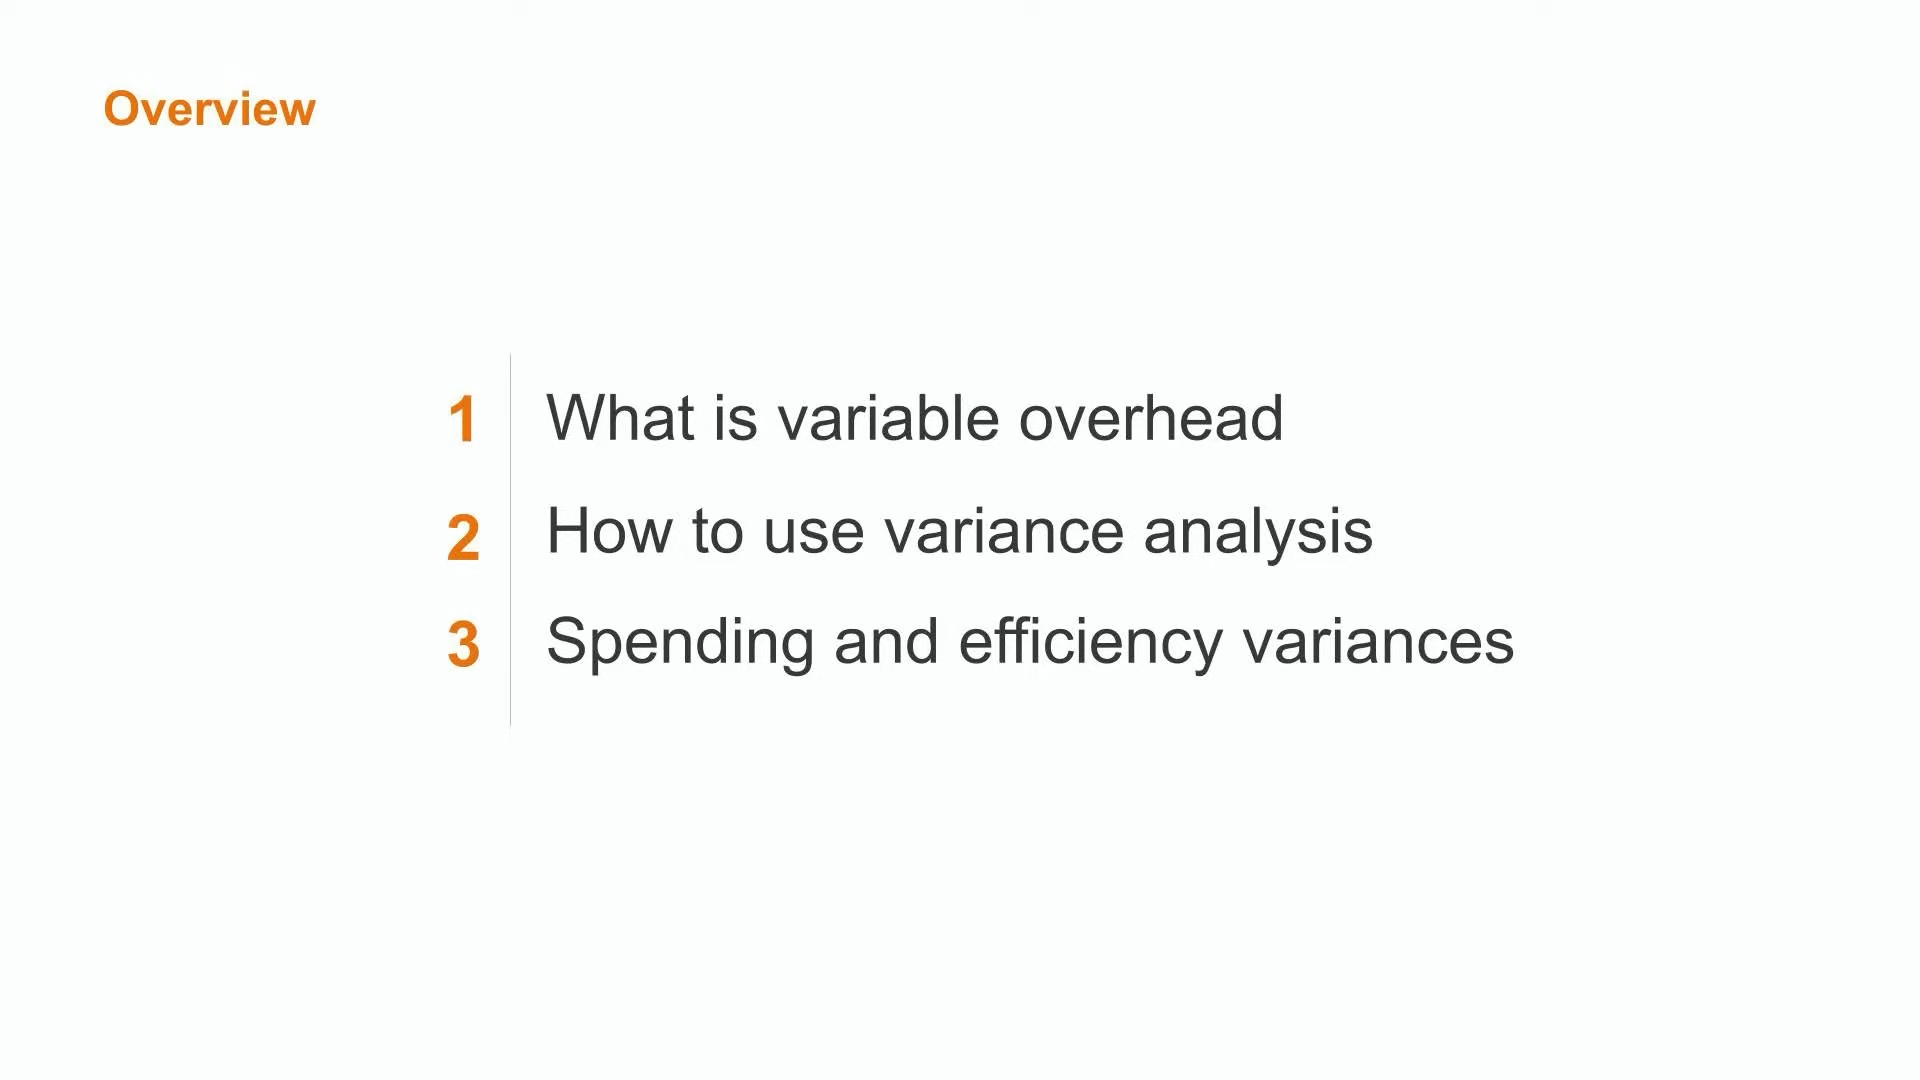 Overview
1 What is variable overhead
2 How to use variance analysis
3 Spending and efficiency variances